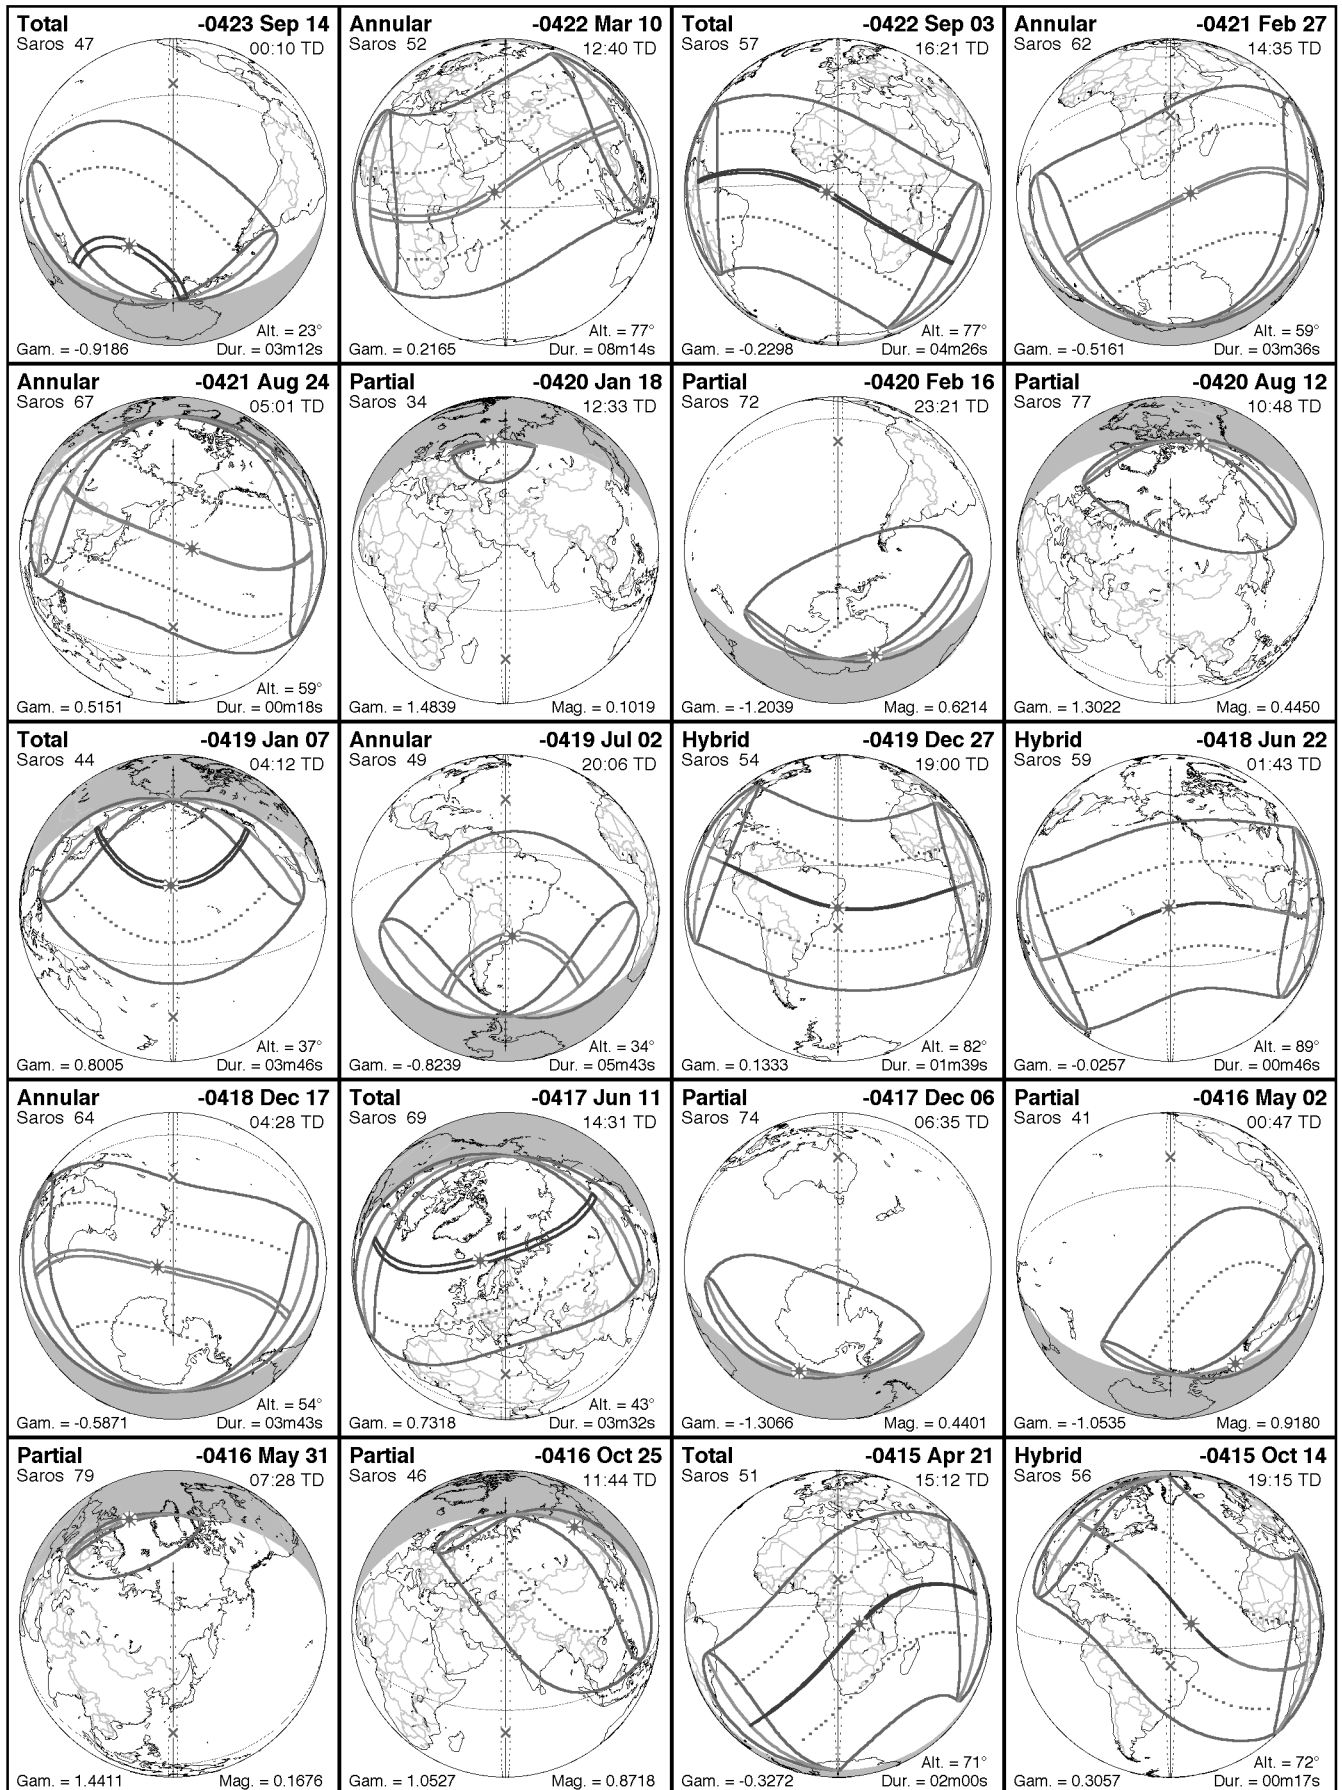 Total -0423 Sep 14
Saros 47 00:10 TD
Alt. = 23°
Gam. = -0.9186 Dur. = 03m12s
Annular -0422 Mar 10
Saros 52 12:40 TD
Alt. = 77°
Gam. = 0.2165 Dur. = 08m14s
Total -0422 Sep 03
Saros 57 16:21 TD
Alt. = 77°
Gam. = -0.2298 Dur. = 04m26s
Annular -0421 Feb 27
Saros 62 14:35 TD
Alt. = 59°
Gam. = -0.5161 Dur. = 03m36s
Annular -0421 Aug 24
Saros 67 05:01 TD
Alt. = 59°
Gam. = 0.5151 Dur. = 00m18s
Partial -0420 Jan 18
Saros 34 12:33 TD
Gam. = 1.4839 Mag. = 0.1019
Partial -0420 Feb 16
Saros 72 23:21 TD
Gam. = -1.2039 Mag. = 0.6214
Partial -0420 Aug 12
Saros 77 10:48 TD
Gam. = 1.3022 Mag. = 0.4450
Total -0419 Jan 07
Saros 44 04:12 TD
Alt. = 37°
Gam. = 0.8005 Dur. = 03m46s
Annular -0419 Jul 02
Saros 49 20:06 TD
Alt. = 34°
Gam. = -0.8239 Dur. = 05m43s
Hybrid -0419 Dec 27
Saros 54 19:00 TD
Alt. = 82°
Gam. = 0.1333 Dur. = 01m39s
Hybrid -0418 Jun 22
Saros 59 01:43 TD
Alt. = 89°
Gam. = -0.0257 Dur. = 00m46s
Annular -0418 Dec 17
Saros 64 04:28 TD
Alt. = 54°
Gam. = -0.5871 Dur. = 03m43s
Total -0417 Jun 11
Saros 69 14:31 TD
Alt. = 43°
Gam. = 0.7318 Dur. = 03m32s
Partial -0417 Dec 06
Saros 74 06:35 TD
Gam. = -1.3066 Mag. = 0.4401
Partial -0416 May 02
Saros 41 00:47 TD
Gam. = -1.0535 Mag. = 0.9180
Partial -0416 May 31
Saros 79 07:28 TD
Gam. = 1.4411 Mag. = 0.1676
Partial -0416 Oct 25
Saros 46 11:44 TD
Gam. = 1.0527 Mag. = 0.8718
Total -0415 Apr 21
Saros 51 15:12 TD
Alt. = 71°
Gam. = -0.3272 Dur. = 02m00s
Hybrid -0415 Oct 14
Saros 56 19:15 TD
Alt. = 72°
Gam. = 0.3057 Dur. = 00m17s